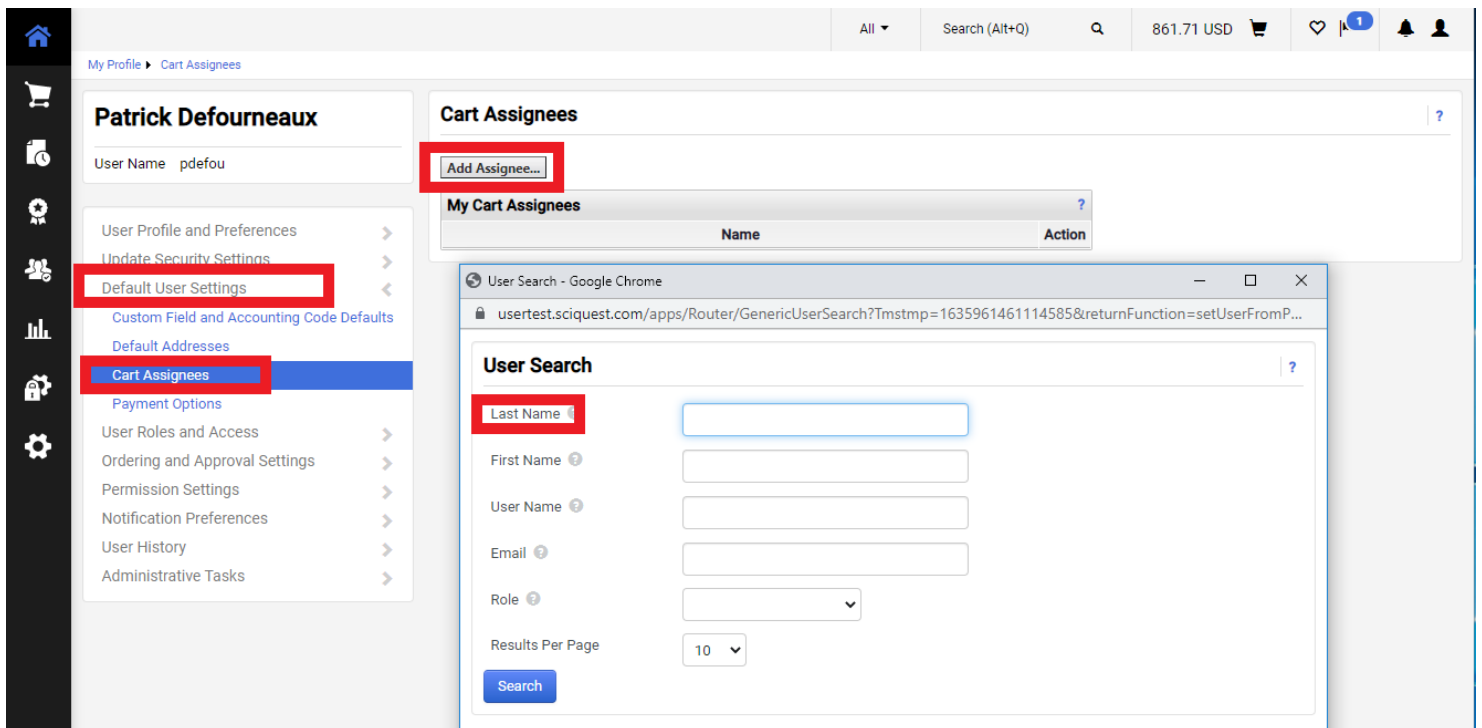 All
Search (Alt+Q)
861.71 USD
1
My Profile Cart Assignees
Patrick Defourneaux
User Name pdefou
User Profile and Preferences
Update Security Settings
Default User Settings
Custom Field and Accounting Code Defaults
Default Addresses
Cart Assignees
Payment Options
User Roles and Access
Ordering and Approval Settings
Permission Settings
Notification Preferences
User History
Administrative Tasks
Cart Assignees ?
Add Assignee...
My Cart Assignees ?
Name Action
User Search - Google Chrome
usertest.sciquest.com/apps/Router/GenericUserSearch?Tmstmp=1635961461114585&returnFunction=setUserFromP...
User Search ?
Last Name
First Name ?
User Name ?
Email ?
Role ?
Results Per Page 10
Search